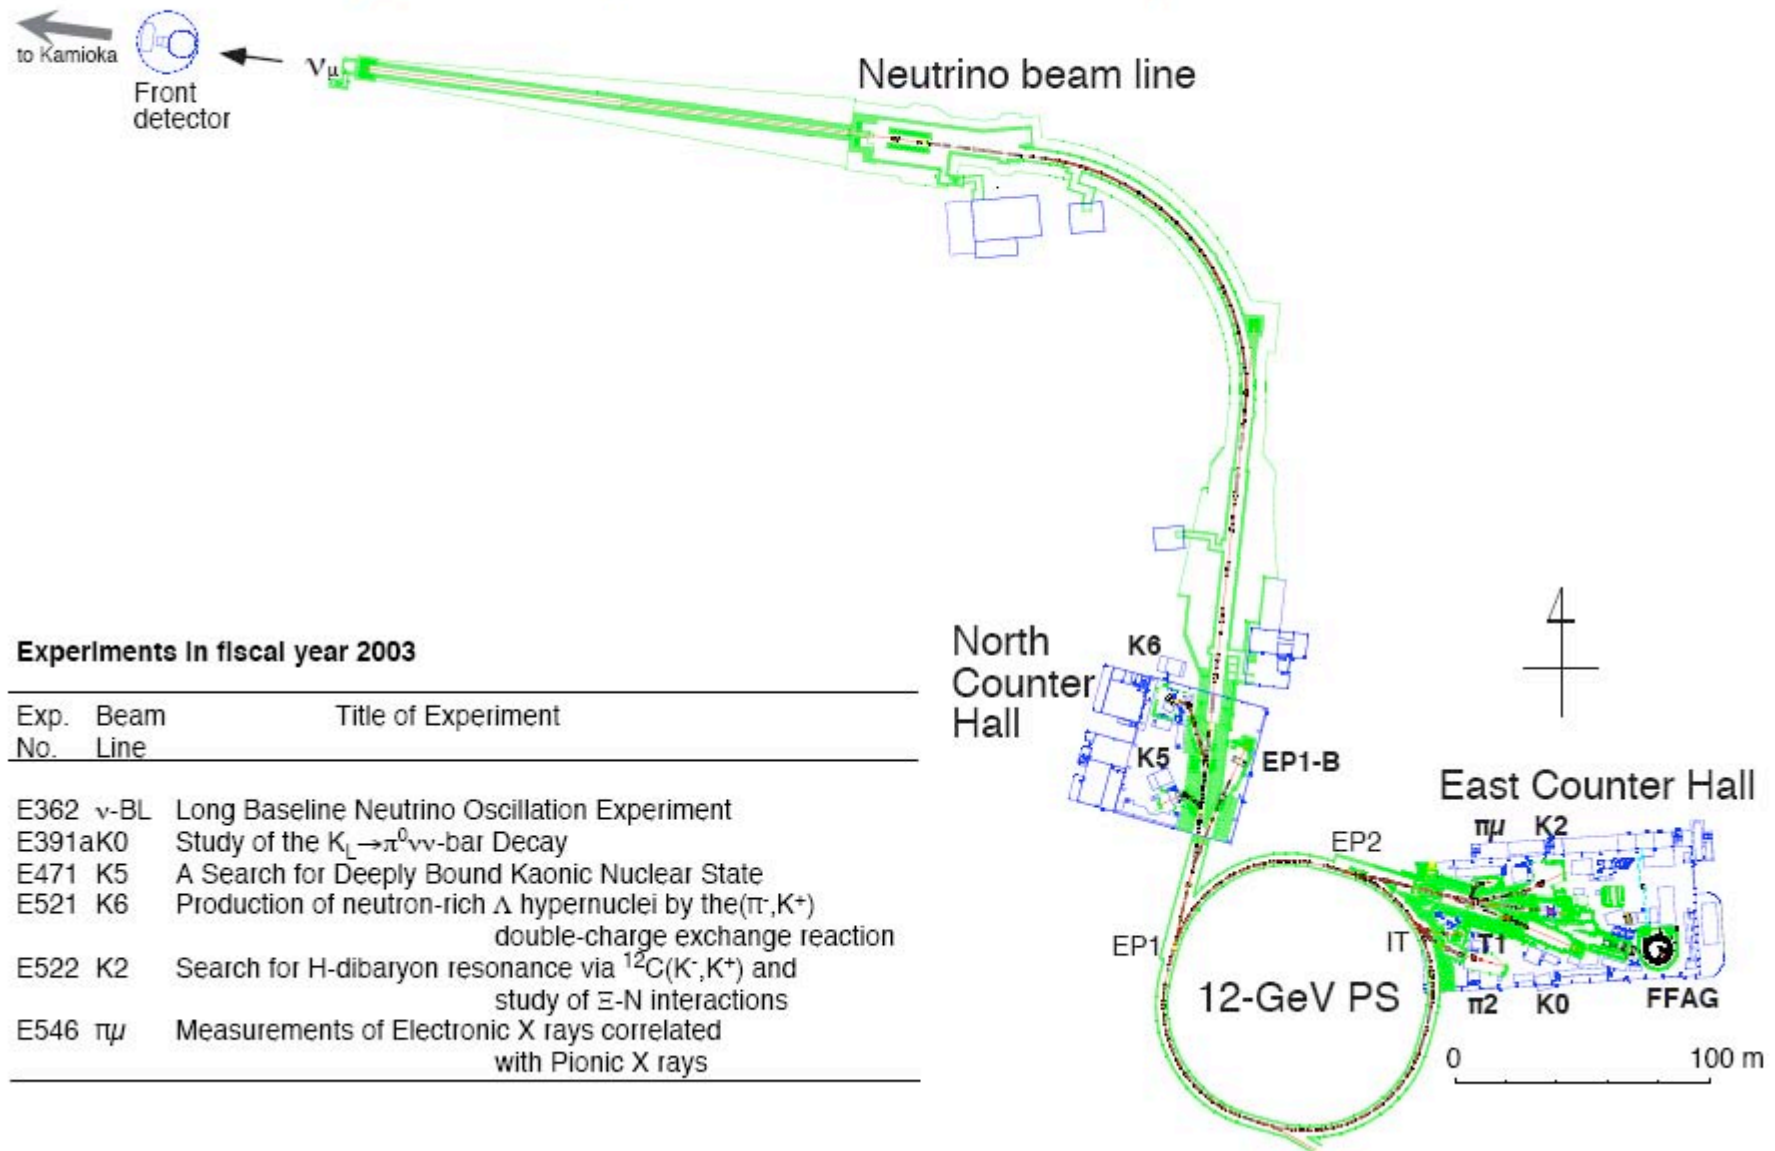 to Kamioka
Front
detector
νμ
Neutrino beam line
North
Counter
Hall
K6
K5
EP1-B
East Counter Hall
πμ K2
EP2
EP1
IT
T1
12-GeV PS
π2 K0 FFAG
0 100 m
Experiments in fiscal year 2003
Exp. Beam Title of Experiment
No. Line
E362 ν-BL Long Baseline Neutrino Oscillation Experiment
E391aK0 Study of the K_L→π⁰νν-bar Decay
E471 K5 A Search for Deeply Bound Kaonic Nuclear State
E521 K6 Production of neutron-rich Λ hypernuclei by the(π⁻,K⁺)
double-charge exchange reaction
E522 K2 Search for H-dibaryon resonance via ¹²C(K⁻,K⁺) and
study of Ξ-N interactions
E546 πμ Measurements of Electronic X rays correlated
with Pionic X rays